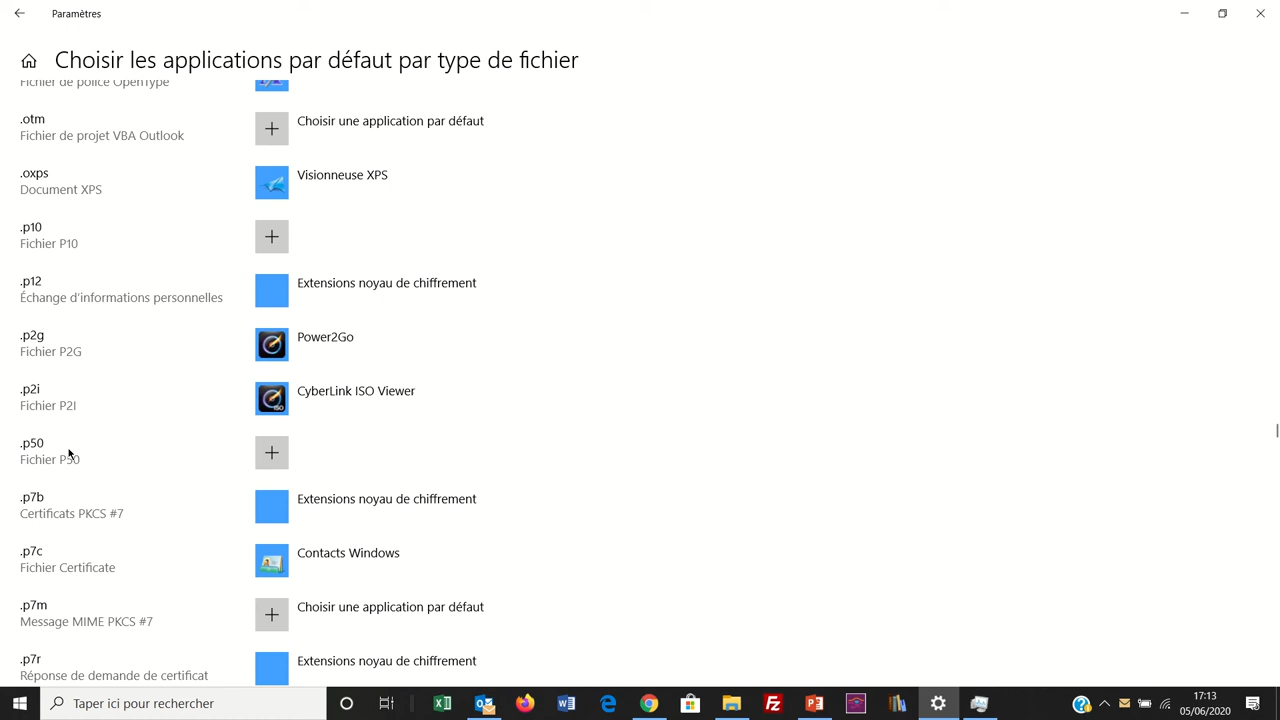 Paramètres
Choisir les applications par défaut par type de fichier
Fichier de police OpenType
.otm
Fichier de projet VBA Outlook
Choisir une application par défaut
.oxps
Document XPS
Visionneuse XPS
.p10
Fichier P10
.p12
Échange d'informations personnelles
Extensions noyau de chiffrement
.p2g
Fichier P2G
Power2Go
.p2i
Fichier P2I
CyberLink ISO Viewer
.p50
Fichier P50
.p7b
Certificats PKCS #7
Extensions noyau de chiffrement
.p7c
Fichier Certificate
Contacts Windows
.p7m
Message MIME PKCS #7
Choisir une application par défaut
.p7r
Réponse de demande de certificat
Extensions noyau de chiffrement
Taper ici pour rechercher
17:13
05/06/2020